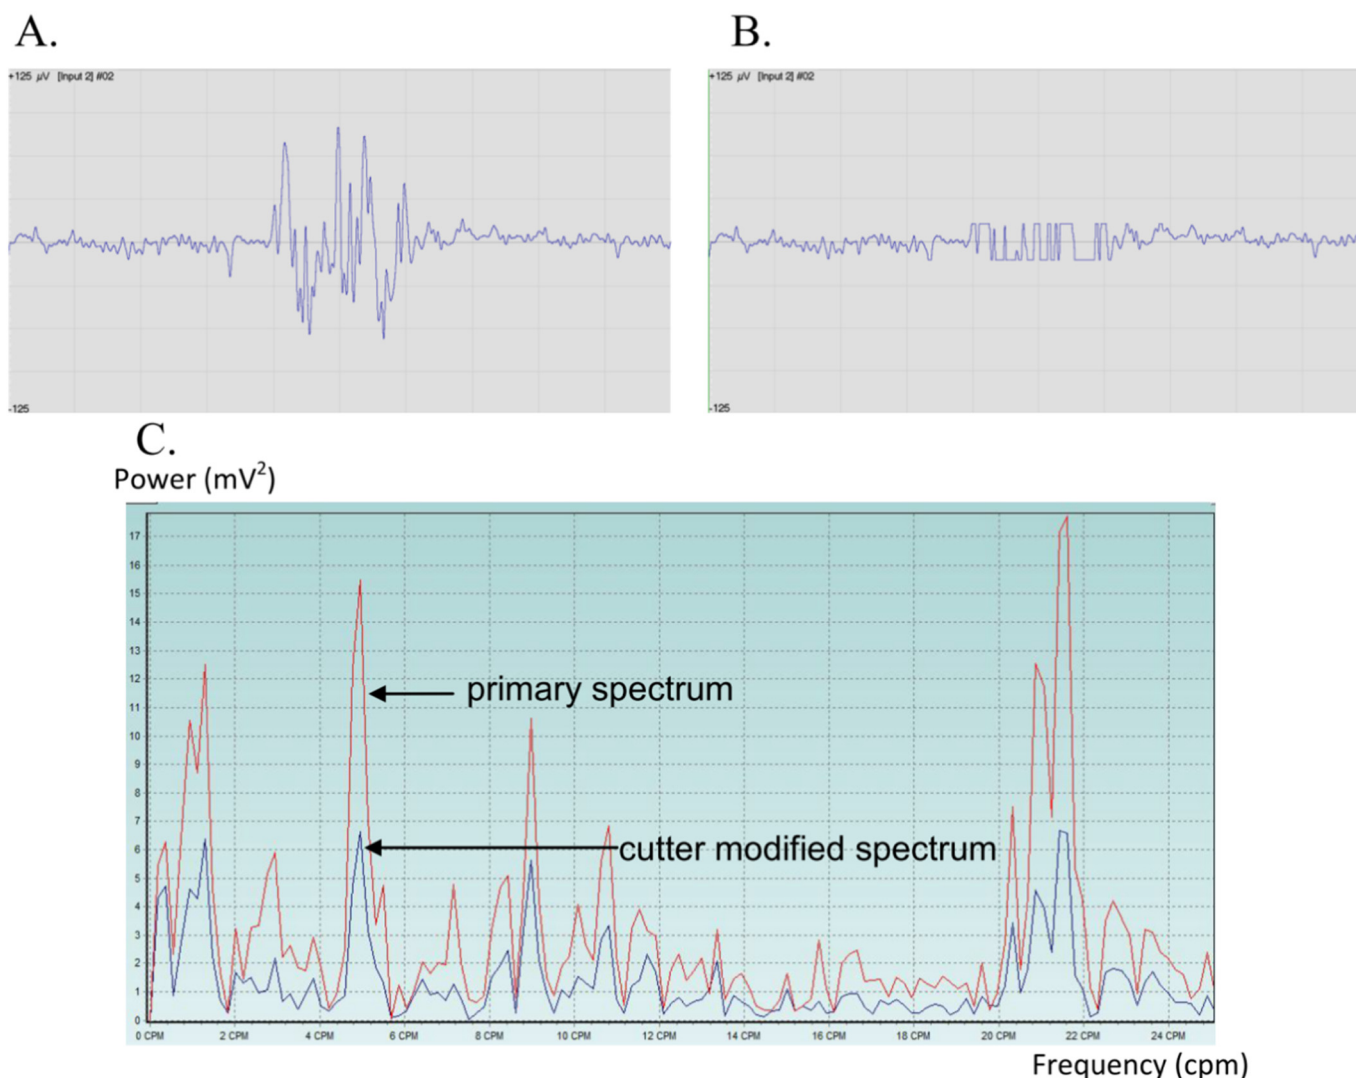 A.
B.
+125 µV [Input 2] #02
+125 µV [Input 2] #02
-125
-125
C.
Power (mV²)
17
16
15
14
13
12
11
10
9
8
7
6
5
4
3
2
1
0
primary spectrum
cutter modified spectrum
0 CPM 2 CPM 4 CPM 6 CPM 8 CPM 10 CPM 12 CPM 14 CPM 16 CPM 18 CPM 20 CPM 22 CPM 24 CPM
Frequency (cpm)